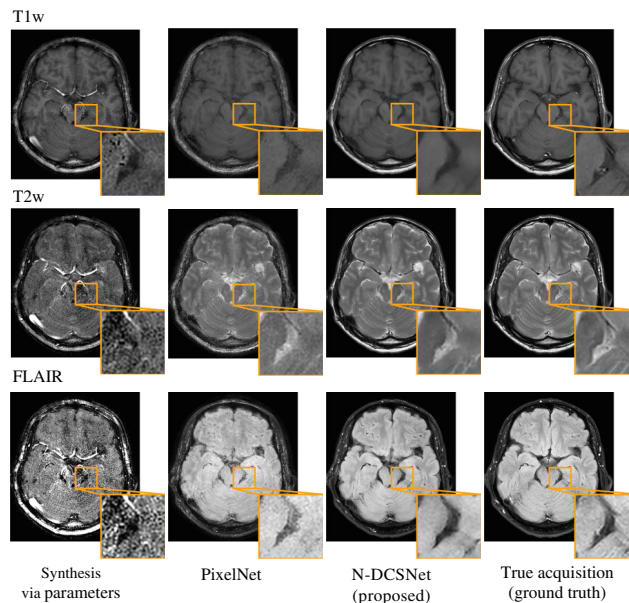 T1w
T2w
FLAIR
Synthesis
via parameters
PixelNet
N-DCSNet
(proposed)
True acquisition
(ground truth)